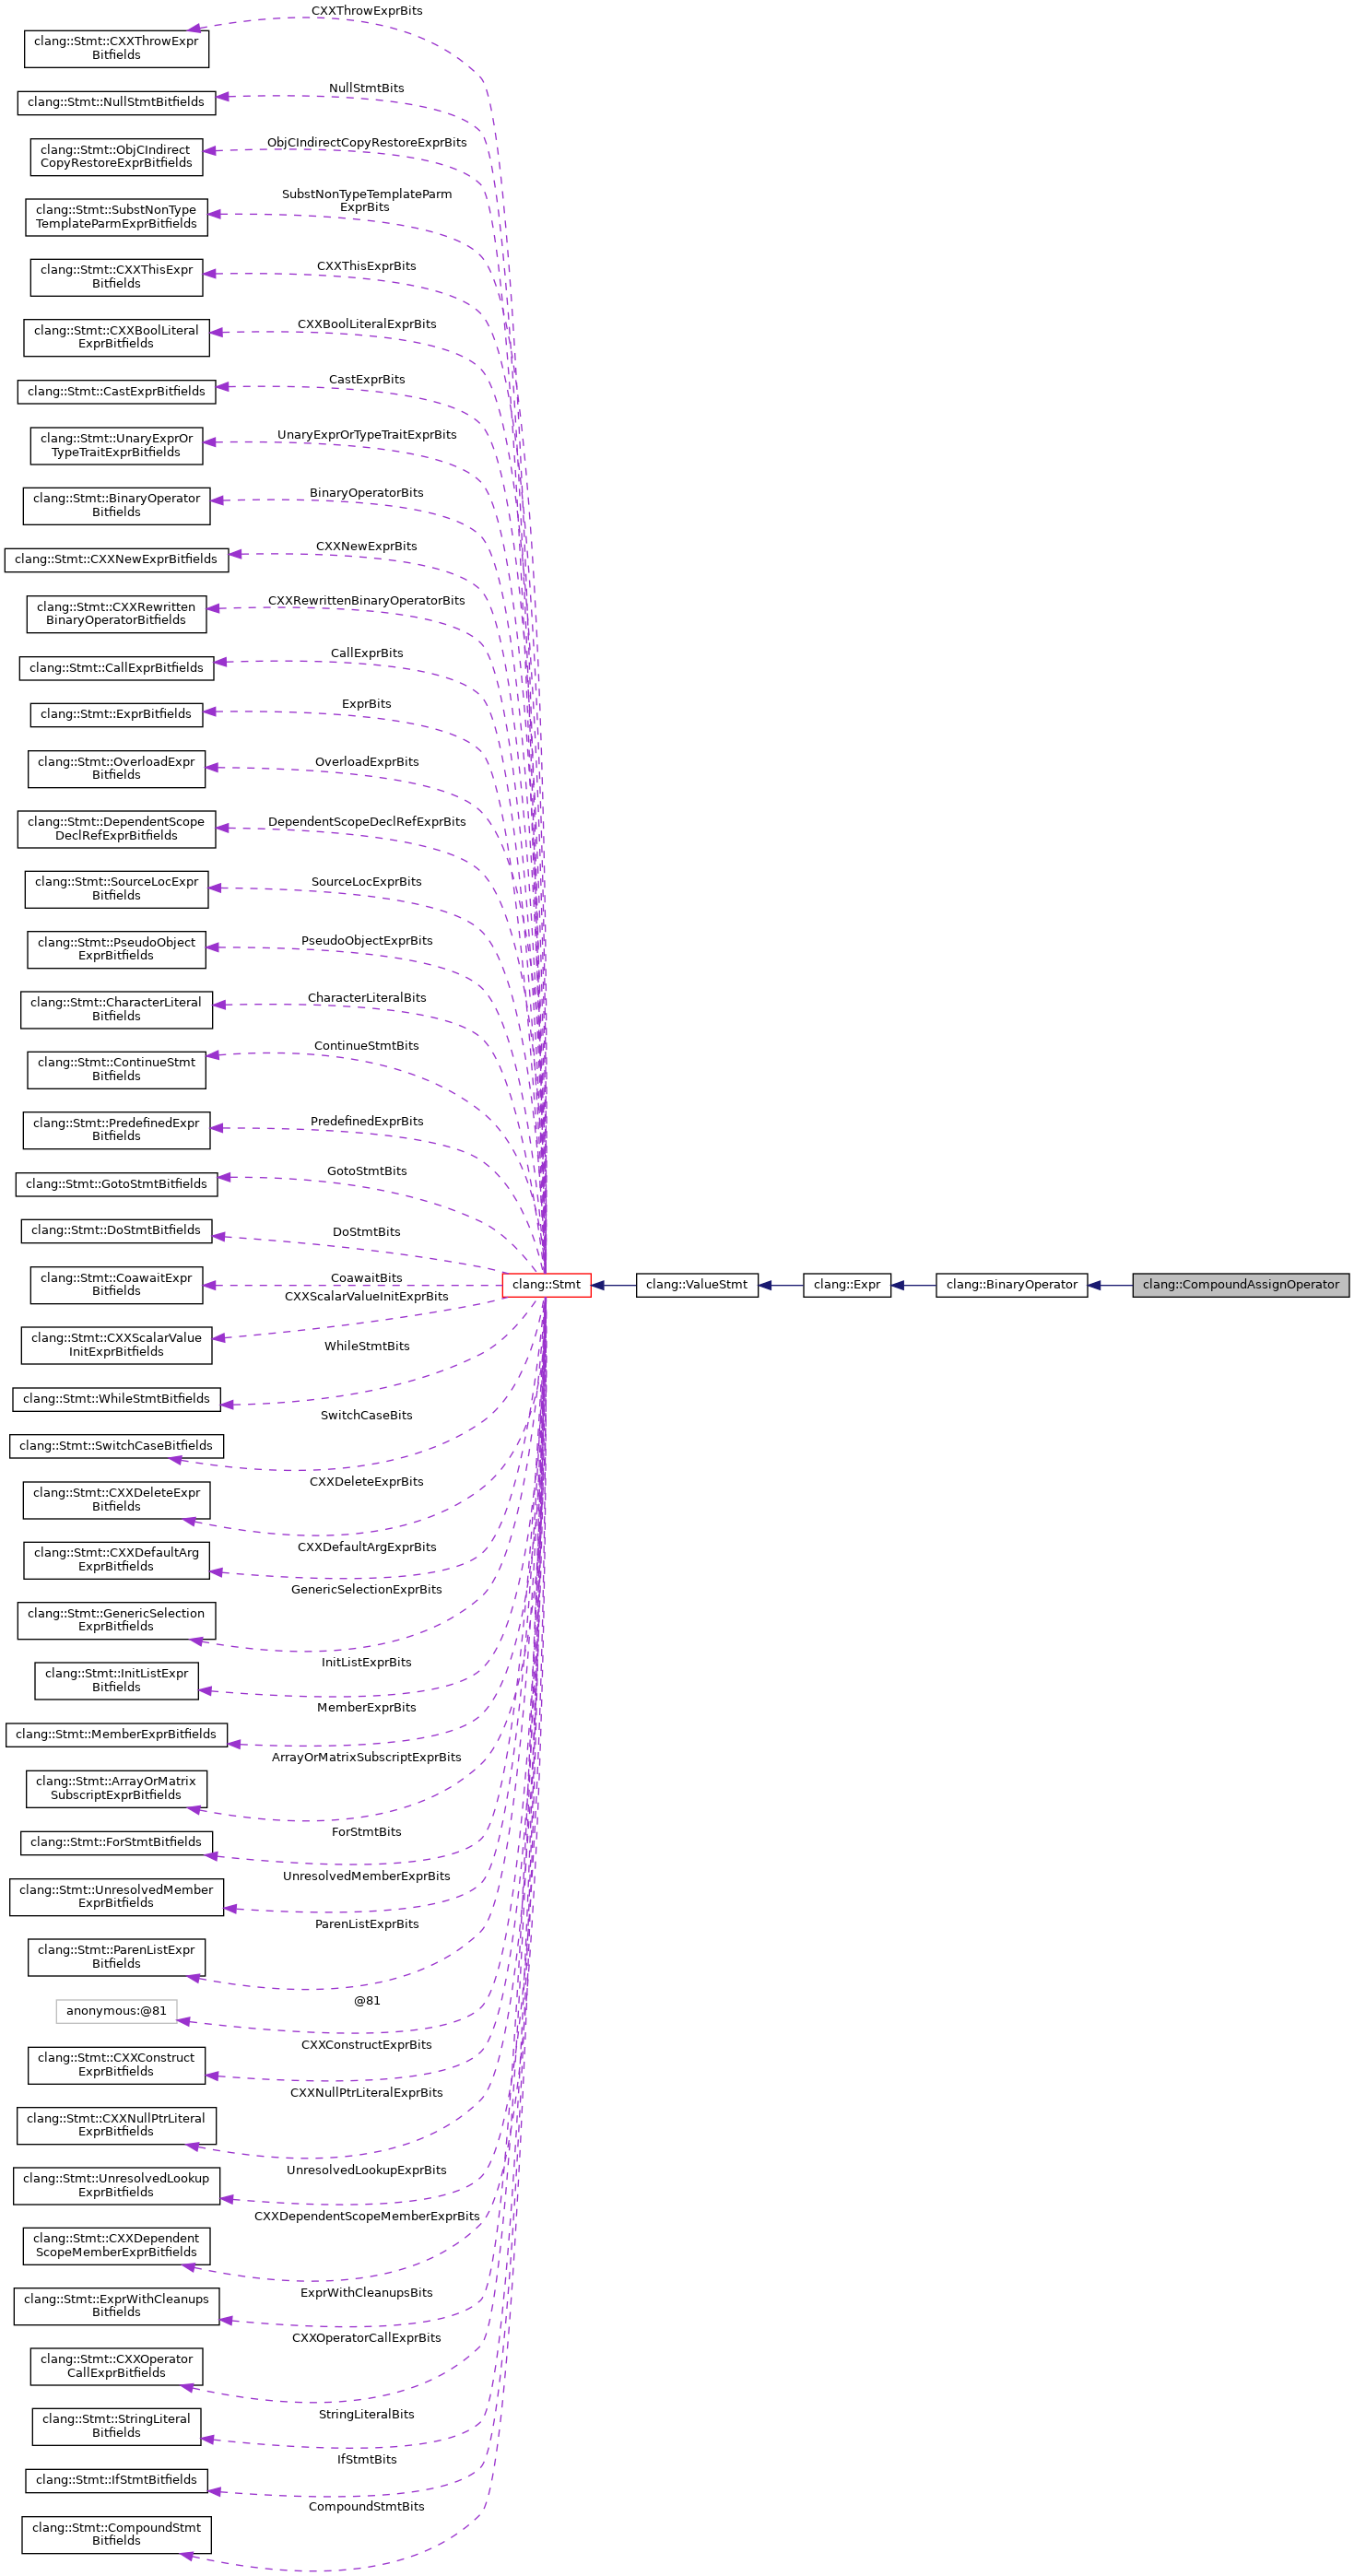 CXXThrowExprBits
clang::Stmt::CXXThrowExpr
Bitfields
NullStmtBits
clang::Stmt::NullStmtBitfields
ObjCIndirectCopyRestoreExprBits
clang::Stmt::ObjCIndirect
CopyRestoreExprBitfields
SubstNonTypeTemplateParm
ExprBits
clang::Stmt::SubstNonType
TemplateParmExprBitfields
CXXThisExprBits
clang::Stmt::CXXThisExpr
Bitfields
CXXBoolLiteralExprBits
clang::Stmt::CXXBoolLiteral
ExprBitfields
CastExprBits
clang::Stmt::CastExprBitfields
UnaryExprOrTypeTraitExprBits
clang::Stmt::UnaryExprOr
TypeTraitExprBitfields
BinaryOperatorBits
clang::Stmt::BinaryOperator
Bitfields
CXXNewExprBits
clang::Stmt::CXXNewExprBitfields
CXXRewrittenBinaryOperatorBits
clang::Stmt::CXXRewritten
BinaryOperatorBitfields
CallExprBits
clang::Stmt::CallExprBitfields
ExprBits
clang::Stmt::ExprBitfields
OverloadExprBits
clang::Stmt::OverloadExpr
Bitfields
DependentScopeDeclRefExprBits
clang::Stmt::DependentScope
DeclRefExprBitfields
SourceLocExprBits
clang::Stmt::SourceLocExpr
Bitfields
PseudoObjectExprBits
clang::Stmt::PseudoObject
ExprBitfields
CharacterLiteralBits
clang::Stmt::CharacterLiteral
Bitfields
ContinueStmtBits
clang::Stmt::ContinueStmt
Bitfields
PredefinedExprBits
clang::Stmt::PredefinedExpr
Bitfields
GotoStmtBits
clang::Stmt::GotoStmtBitfields
DoStmtBits
clang::Stmt::DoStmtBitfields
CoawaitBits
clang::Stmt::CoawaitExpr
Bitfields
clang::Stmt
clang::ValueStmt
clang::Expr
clang::BinaryOperator
clang::CompoundAssignOperator
CXXScalarValueInitExprBits
clang::Stmt::CXXScalarValue
InitExprBitfields
WhileStmtBits
clang::Stmt::WhileStmtBitfields
SwitchCaseBits
clang::Stmt::SwitchCaseBitfields
CXXDeleteExprBits
clang::Stmt::CXXDeleteExpr
Bitfields
CXXDefaultArgExprBits
clang::Stmt::CXXDefaultArg
ExprBitfields
GenericSelectionExprBits
clang::Stmt::GenericSelection
ExprBitfields
InitListExprBits
clang::Stmt::InitListExpr
Bitfields
MemberExprBits
clang::Stmt::MemberExprBitfields
ArrayOrMatrixSubscriptExprBits
clang::Stmt::ArrayOrMatrix
SubscriptExprBitfields
ForStmtBits
clang::Stmt::ForStmtBitfields
UnresolvedMemberExprBits
clang::Stmt::UnresolvedMember
ExprBitfields
ParenListExprBits
clang::Stmt::ParenListExpr
Bitfields
@81
anonymous:@81
CXXConstructExprBits
clang::Stmt::CXXConstruct
ExprBitfields
CXXNullPtrLiteralExprBits
clang::Stmt::CXXNullPtrLiteral
ExprBitfields
UnresolvedLookupExprBits
clang::Stmt::UnresolvedLookup
ExprBitfields
CXXDependentScopeMemberExprBits
clang::Stmt::CXXDependent
ScopeMemberExprBitfields
ExprWithCleanupsBits
clang::Stmt::ExprWithCleanups
Bitfields
CXXOperatorCallExprBits
clang::Stmt::CXXOperator
CallExprBitfields
StringLiteralBits
clang::Stmt::StringLiteral
Bitfields
IfStmtBits
clang::Stmt::IfStmtBitfields
CompoundStmtBits
clang::Stmt::CompoundStmt
Bitfields